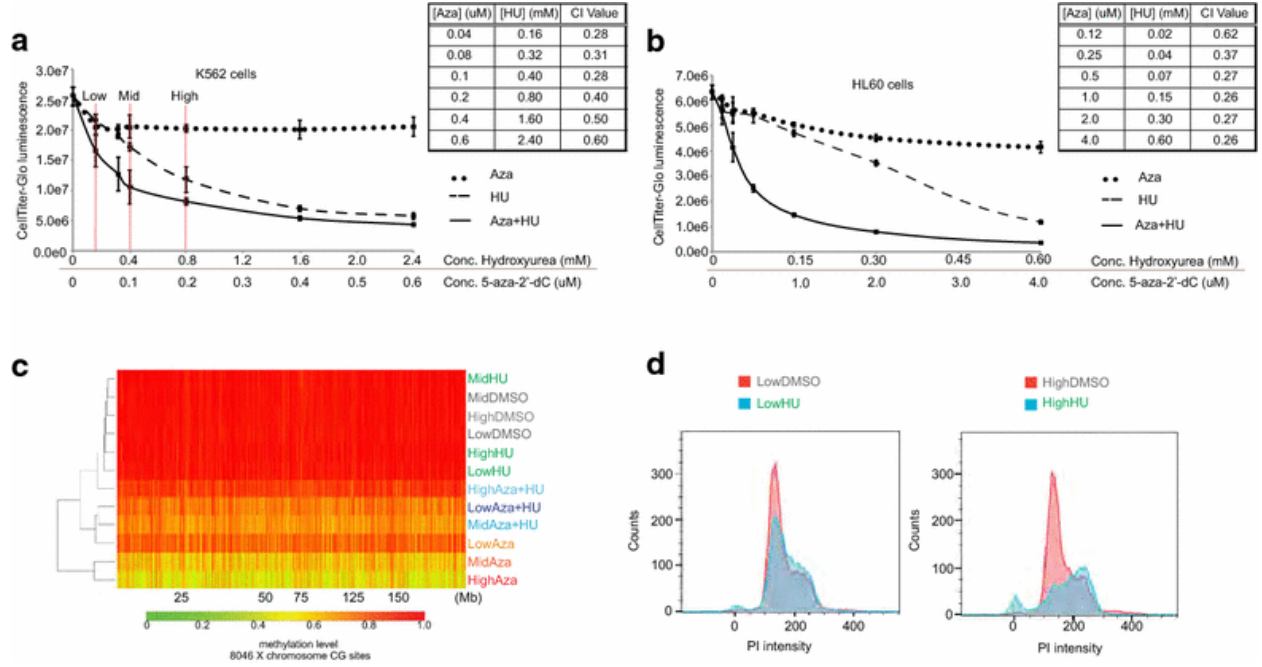 a
K562 cells
Low Mid High
CellTiter-Glo luminescence
3.0e7
2.5e7
2.0e7
1.5e7
1.0e7
5.0e6
0.0e0
0 0.4 0.8 1.2 1.6 2.0 2.4 Conc. Hydroxyurea (mM)
0 0.1 0.2 0.3 0.4 0.5 0.6 Conc. 5-aza-2'-dC (uM)
[Aza] (uM) [HU] (mM) CI Value
0.04 0.16 0.28
0.08 0.32 0.31
0.1 0.40 0.28
0.2 0.80 0.40
0.4 1.60 0.50
0.6 2.40 0.60
Aza
HU
Aza+HU
b
HL60 cells
CellTiter-Glo luminescence
7.0e6
6.0e6
5.0e6
4.0e6
3.0e6
2.0e6
1.0e6
0.0e0
0 0.15 0.30 0.45 0.60 Conc. Hydroxyurea (mM)
0 1.0 2.0 3.0 4.0 Conc. 5-aza-2'-dC (uM)
[Aza] (uM) [HU] (mM) CI Value
0.12 0.02 0.62
0.25 0.04 0.37
0.5 0.07 0.27
1.0 0.15 0.26
2.0 0.30 0.27
4.0 0.60 0.26
Aza
HU
Aza+HU
c
MidHU
MidDMSO
HighDMSO
LowDMSO
HighHU
LowHU
HighAza+HU
LowAza+HU
MidAza+HU
LowAza
MidAza
HighAza
25 50 75 125 150 (Mb)
0 0.2 0.4 0.6 0.8 1.0
methylation level
8046 X chromosome CG sites
d
LowDMSO
LowHU
Counts
300
200
100
0
0 200 400
PI intensity
HighDMSO
HighHU
Counts
300
200
100
0
0 200 400
PI intensity